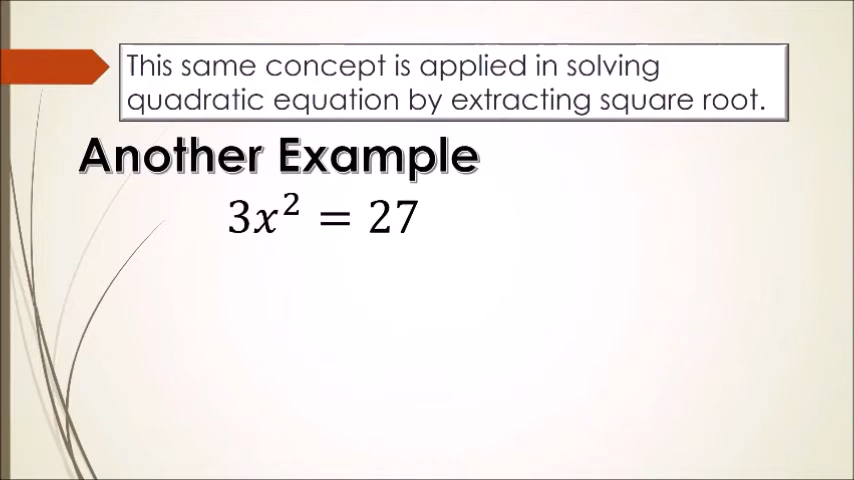 This same concept is applied in solving
quadratic equation by extracting square root.
Another Example
3x² = 27